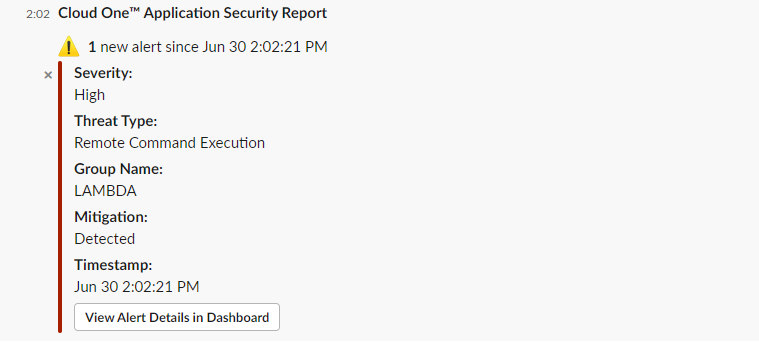 2:02 Cloud One™ Application Security Report
1 new alert since Jun 30 2:02:21 PM
Severity:
High
Threat Type:
Remote Command Execution
Group Name:
LAMBDA
Mitigation:
Detected
Timestamp:
Jun 30 2:02:21 PM
View Alert Details in Dashboard